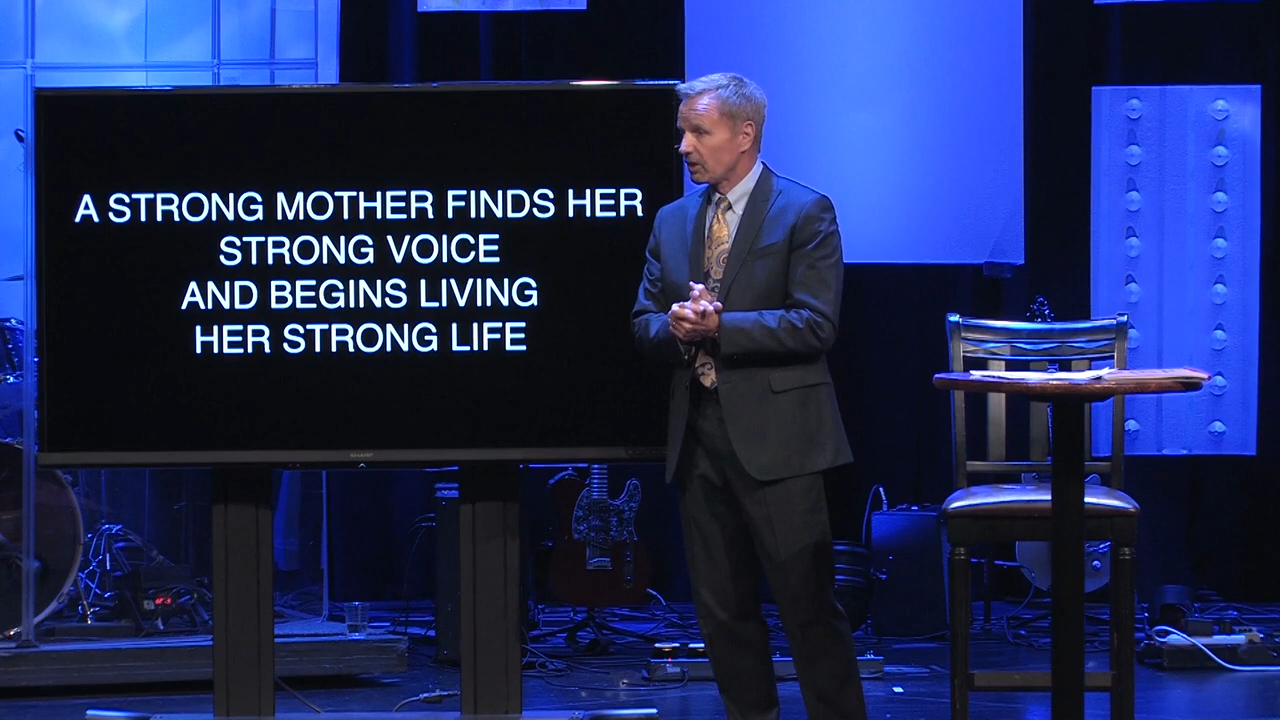 A STRONG MOTHER FINDS HER
STRONG VOICE
AND BEGINS LIVING
HER STRONG LIFE